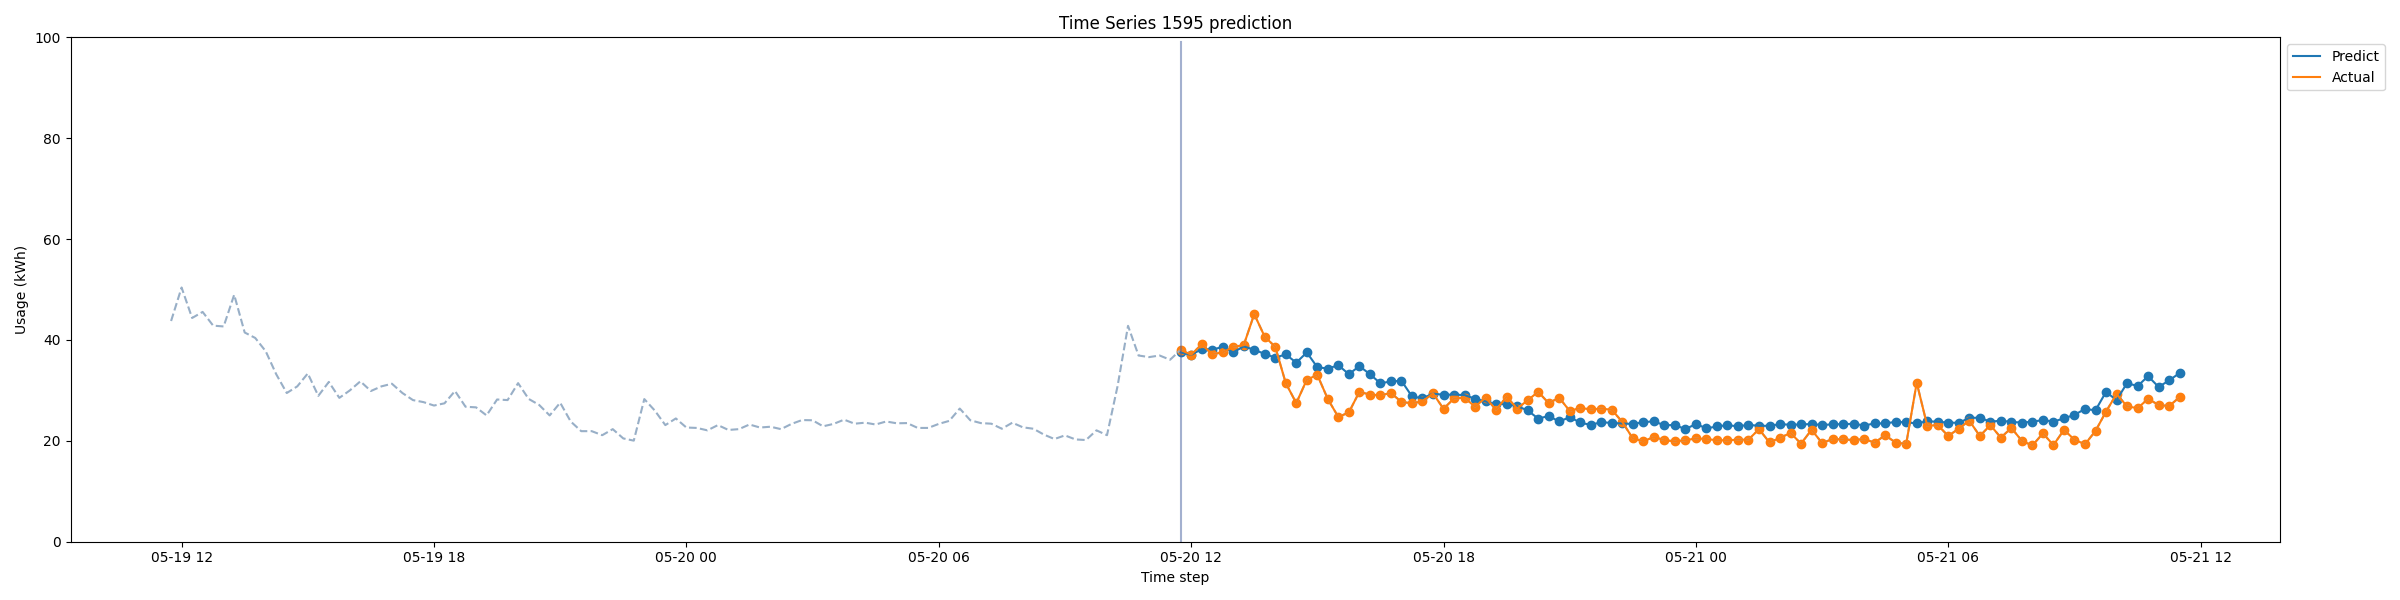 Time Series 1595 prediction
100
80
60
40
20
0
Usage (kWh)
05-19 12 05-19 18 05-20 00 05-20 06 05-20 12 05-20 18 05-21 00 05-21 06 05-21 12
Time step
Predict
Actual